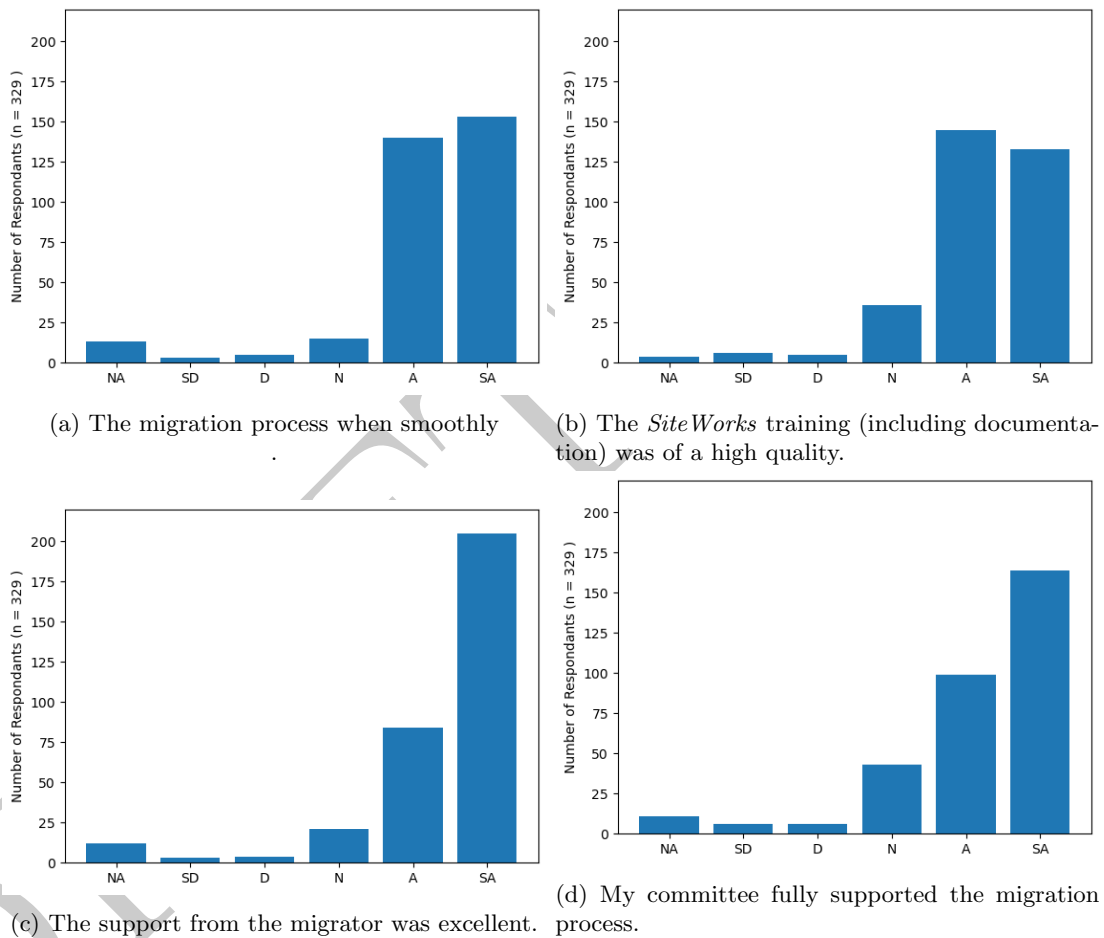 200
175
150
125
100
75
50
25
0
Number of Respondants (n = 329 )
NA SD D N A SA
(a) The migration process when smoothly
.
200
175
150
125
100
75
50
25
0
Number of Respondants (n = 329 )
NA SD D N A SA
(b) The SiteWorks training (including documenta-
tion) was of a high quality.
200
175
150
125
100
75
50
25
0
Number of Respondants (n = 329 )
NA SD D N A SA
(c) The support from the migrator was excellent.
200
175
150
125
100
75
50
25
0
Number of Respondants (n = 329 )
NA SD D N A SA
(d) My committee fully supported the migration
process.